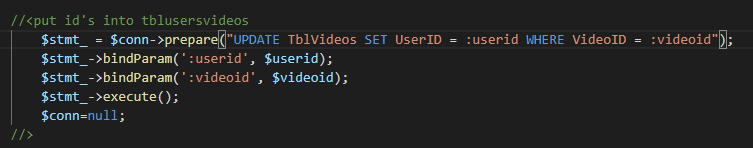 //<put id's into tblusersvideos
$stmt_ = $conn->prepare("UPDATE TblVideos SET UserID = :userid WHERE VideoID = :videoid");
$stmt_->bindParam(':userid', $userid);
$stmt_->bindParam(':videoid', $videoid);
$stmt_->execute();
$conn=null;
//>